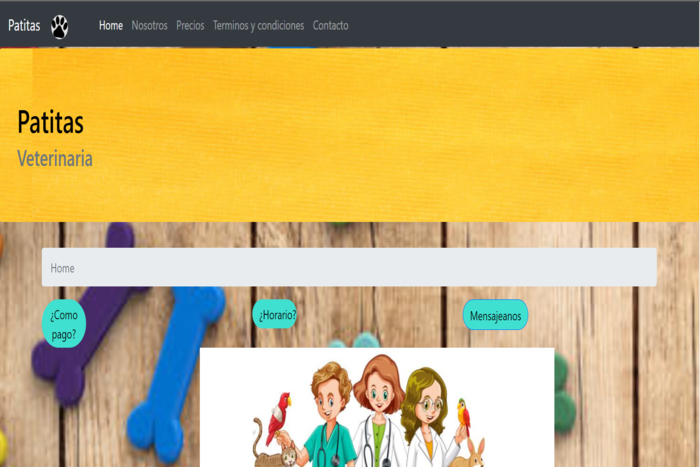 Patitas
Home Nosotros Precios Terminos y condiciones Contacto
Patitas
Veterinaria
Home
¿Como
pago?
¿Horario?
Mensajeanos